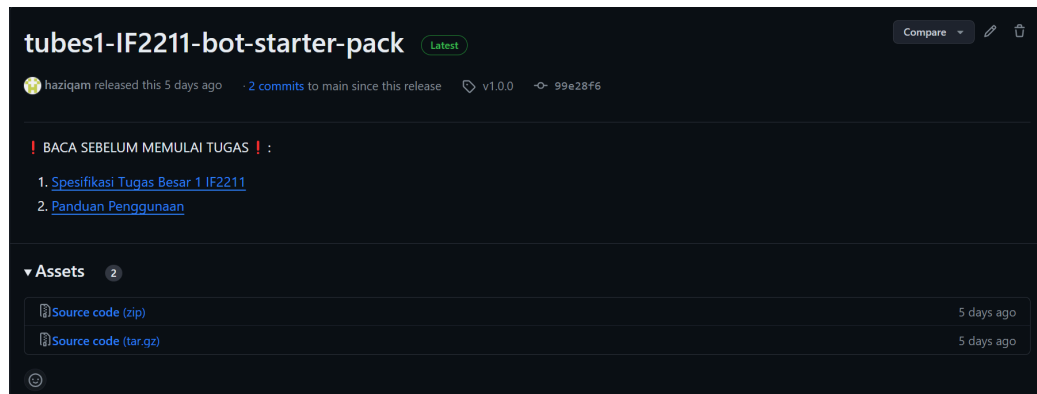 tubes1-IF2211-bot-starter-pack Latest
Compare
haziqam released this 5 days ago · 2 commits to main since this release v1.0.0 99e28f6
❗ BACA SEBELUM MEMULAI TUGAS ❗ :
1. Spesifikasi Tugas Besar 1 IF2211
2. Panduan Penggunaan
Assets 2
Source code (zip) 5 days ago
Source code (tar.gz) 5 days ago